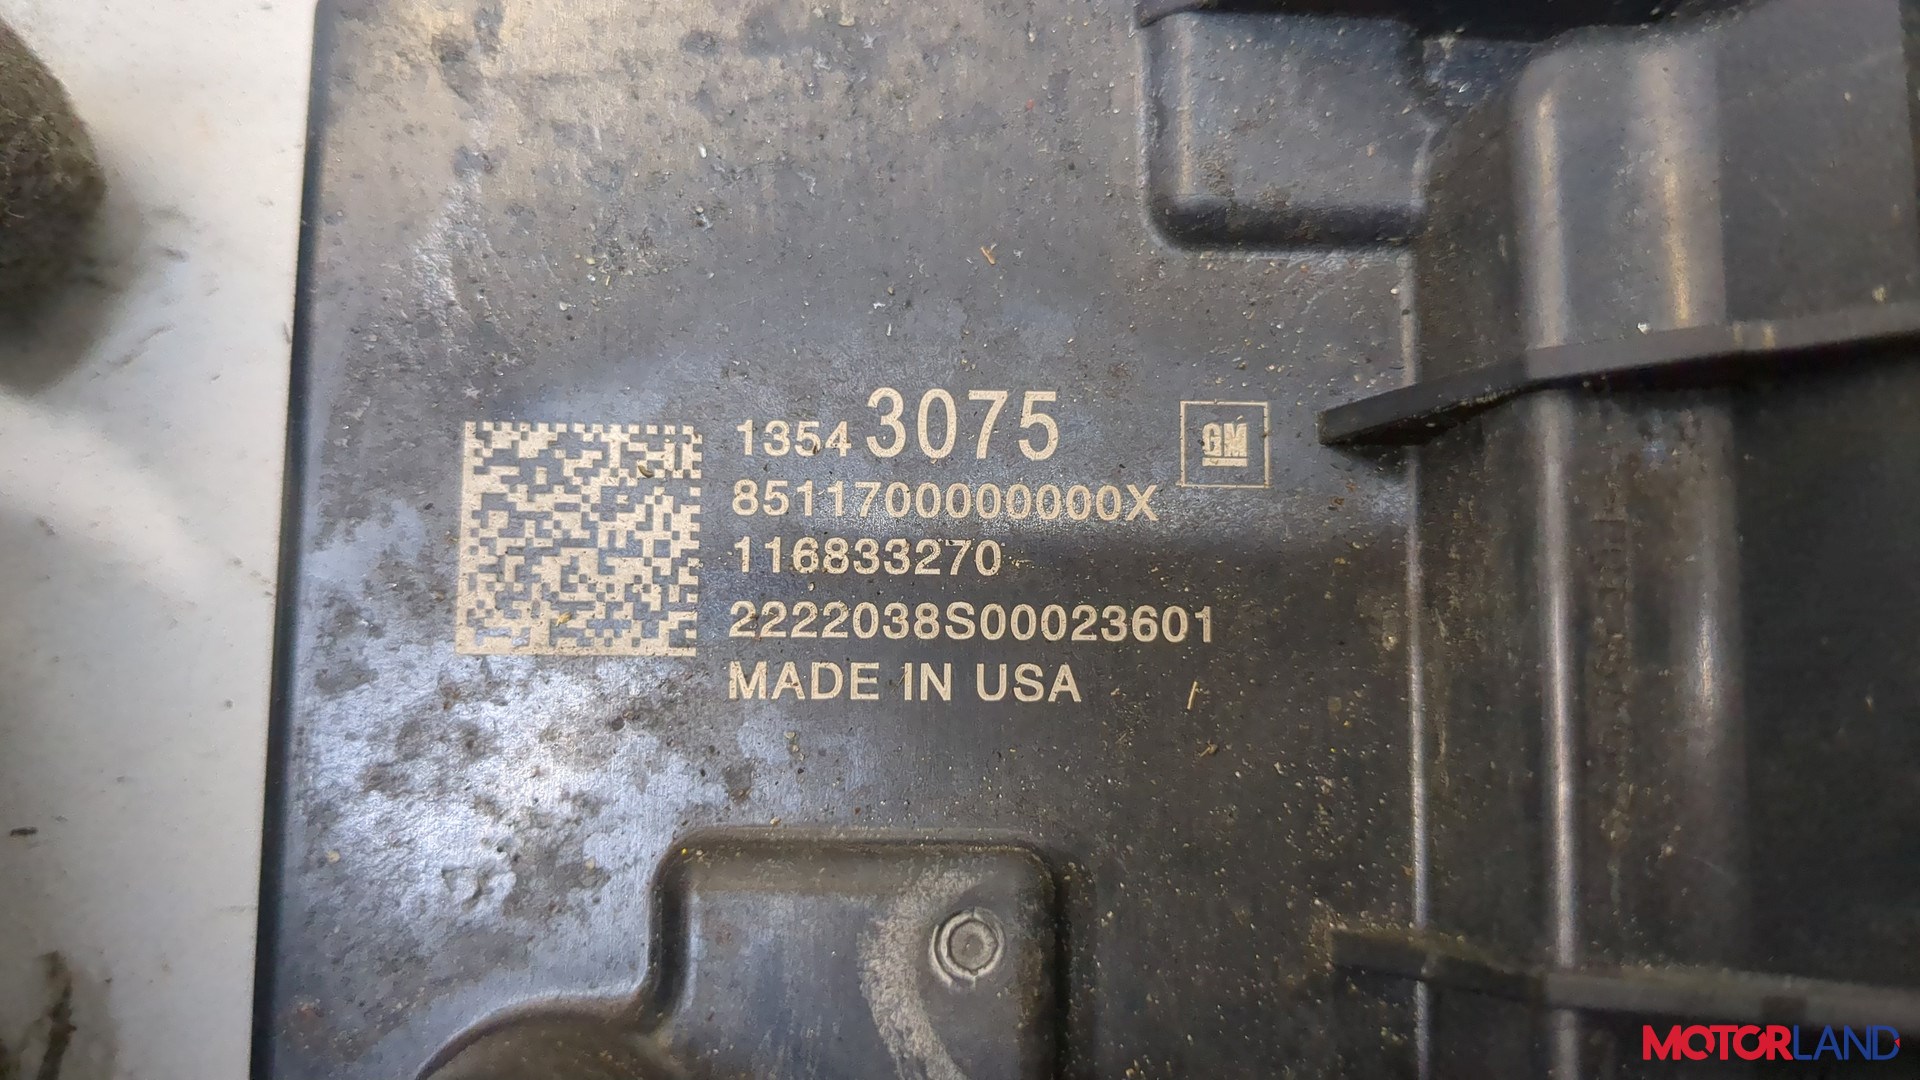 13543075
GM
8511700000000X
116833270
2222038S00023601
MADE IN USA
MOTORLAND